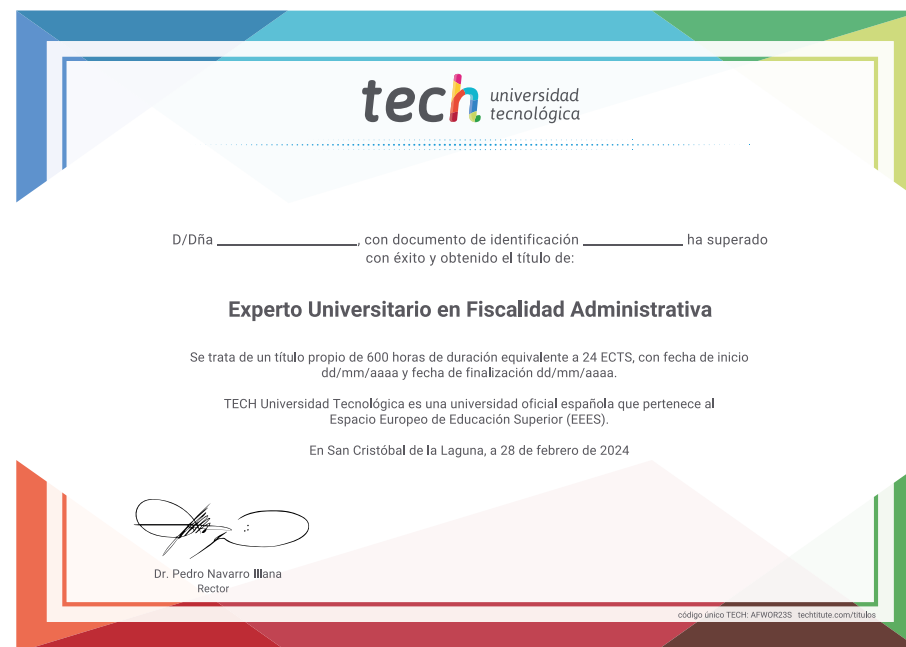 tech universidad
tecnológica
D/Dña ______________, con documento de identificación __________ ha superado
con éxito y obtenido el título de:
Experto Universitario en Fiscalidad Administrativa
Se trata de un título propio de 600 horas de duración equivalente a 24 ECTS, con fecha de inicio
dd/mm/aaaa y fecha de finalización dd/mm/aaaa.
TECH Universidad Tecnológica es una universidad oficial española que pertenece al
Espacio Europeo de Educación Superior (EEES).
En San Cristóbal de la Laguna, a 28 de febrero de 2024
Dr. Pedro Navarro Illana
Rector
código único TECH: AFWOR23S techtitute.com/titulos